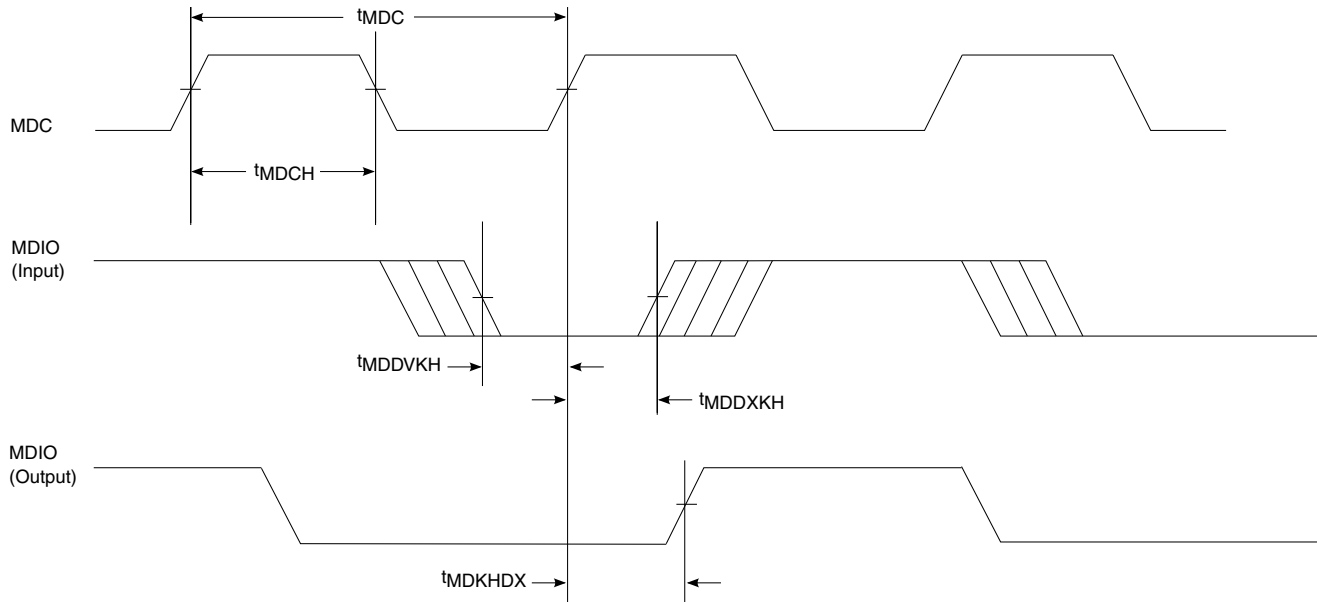 tMDC
MDC
tMDCH
MDIO
(Input)
tMDDVKH
tMDDXKH
MDIO
(Output)
tMDKHDX